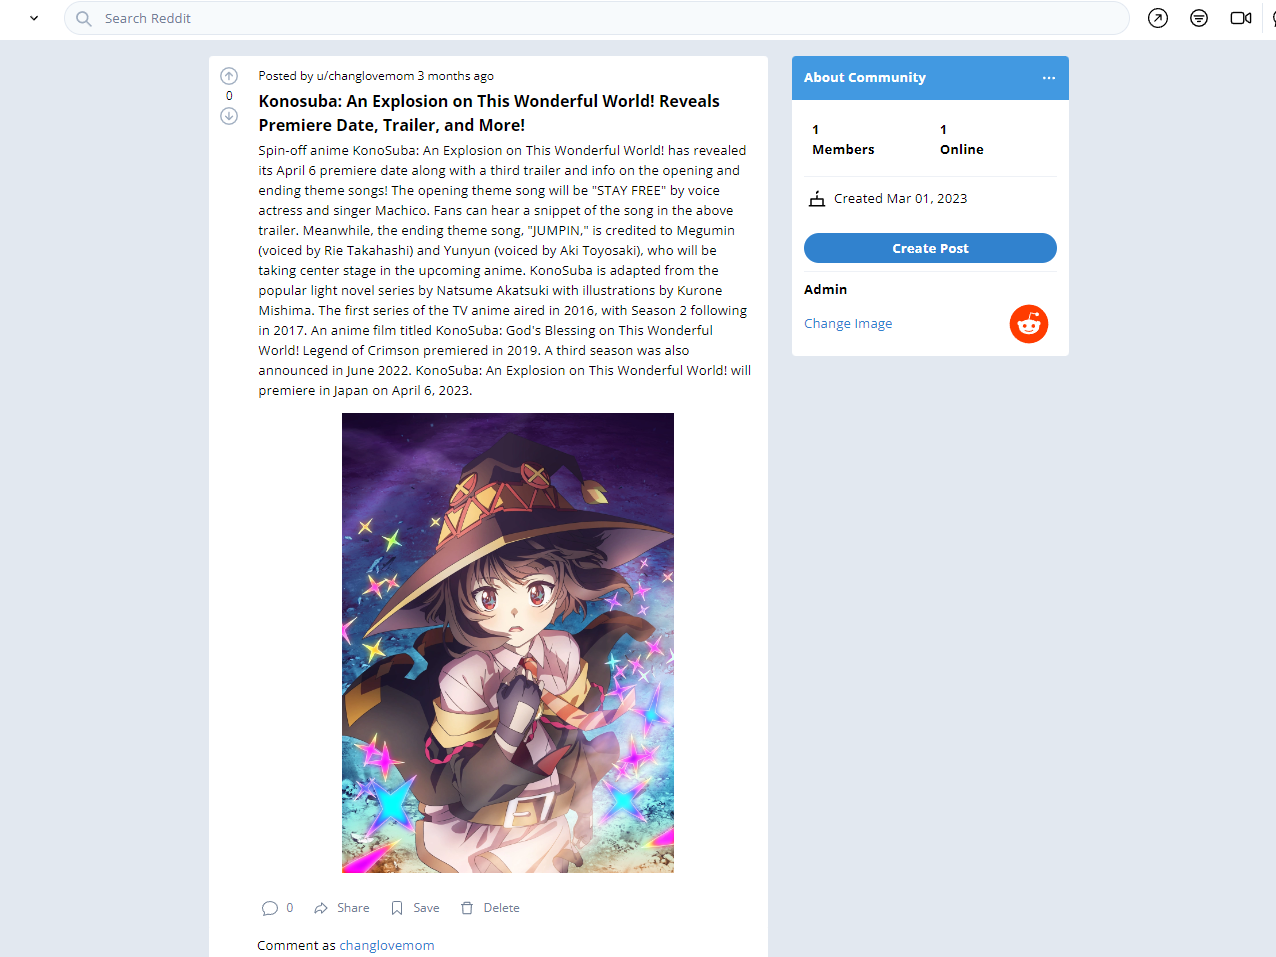 Search Reddit
Posted by u/changlovemom 3 months ago
0
Konosuba: An Explosion on This Wonderful World! Reveals
Premiere Date, Trailer, and More!
Spin-off anime KonoSuba: An Explosion on This Wonderful World! has revealed
its April 6 premiere date along with a third trailer and info on the opening and
ending theme songs! The opening theme song will be "STAY FREE" by voice
actress and singer Machico. Fans can hear a snippet of the song in the above
trailer. Meanwhile, the ending theme song, "JUMPIN," is credited to Megumin
(voiced by Rie Takahashi) and Yunyun (voiced by Aki Toyosaki), who will be
taking center stage in the upcoming anime. KonoSuba is adapted from the
popular light novel series by Natsume Akatsuki with illustrations by Kurone
Mishima. The first series of the TV anime aired in 2016, with Season 2 following
in 2017. An anime film titled KonoSuba: God's Blessing on This Wonderful
World! Legend of Crimson premiered in 2019. A third season was also
announced in June 2022. KonoSuba: An Explosion on This Wonderful World! will
premiere in Japan on April 6, 2023.
0 Share Save Delete
Comment as changlovemom
About Community
1 1
Members Online
Created Mar 01, 2023
Create Post
Admin
Change Image